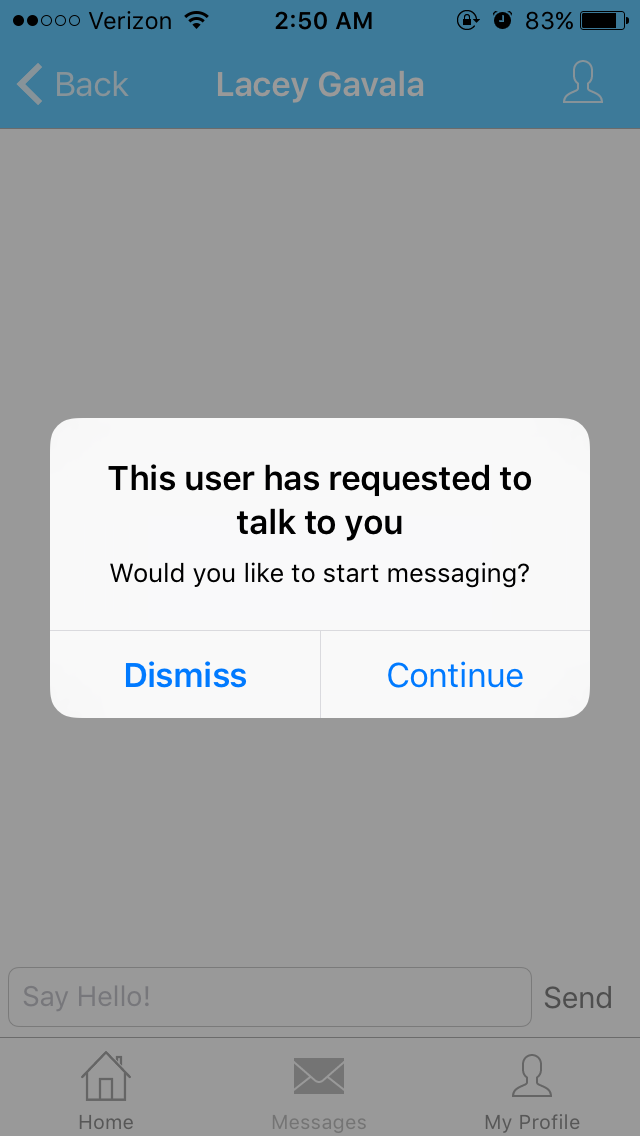 Verizon 2:50 AM 83%
Back Lacey Gavala
This user has requested to
talk to you
Would you like to start messaging?
Dismiss Continue
Say Hello! Send
Home Messages My Profile